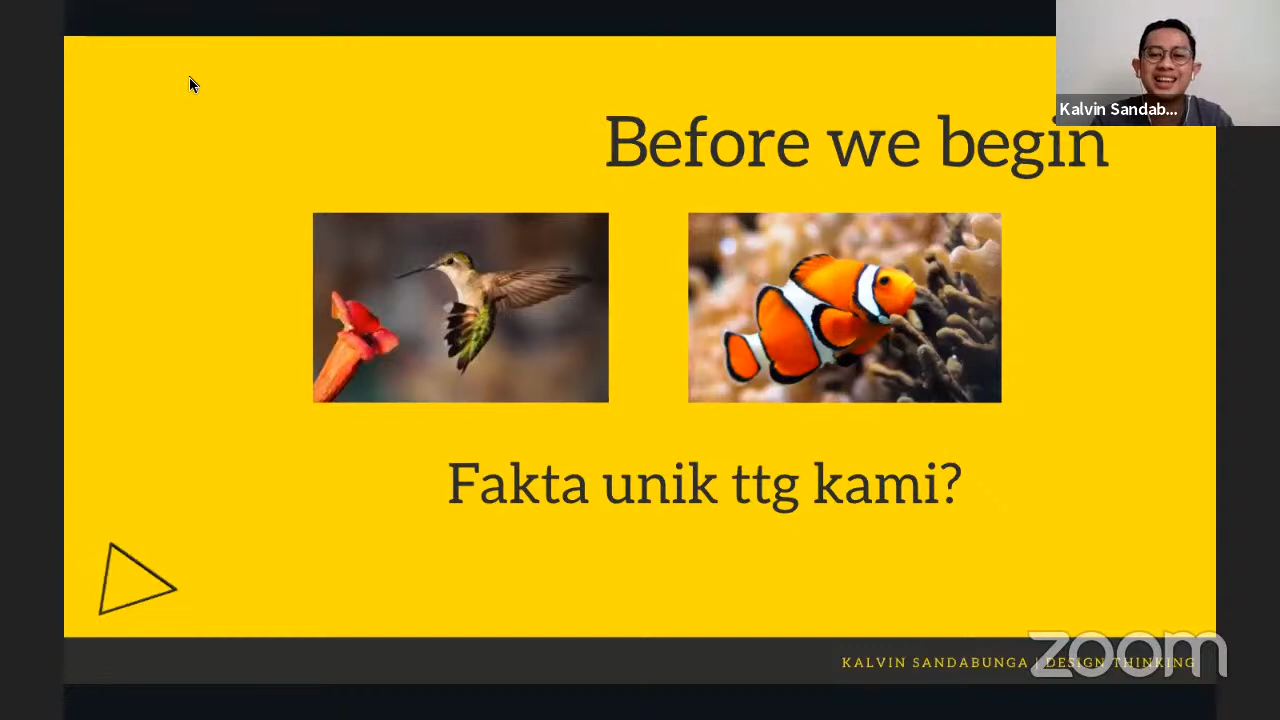 Kalvin Sandab...
Before we begin
Fakta unik ttg kami?
KALVIN SANDABUNGA | DESIGN THINKING
zoom